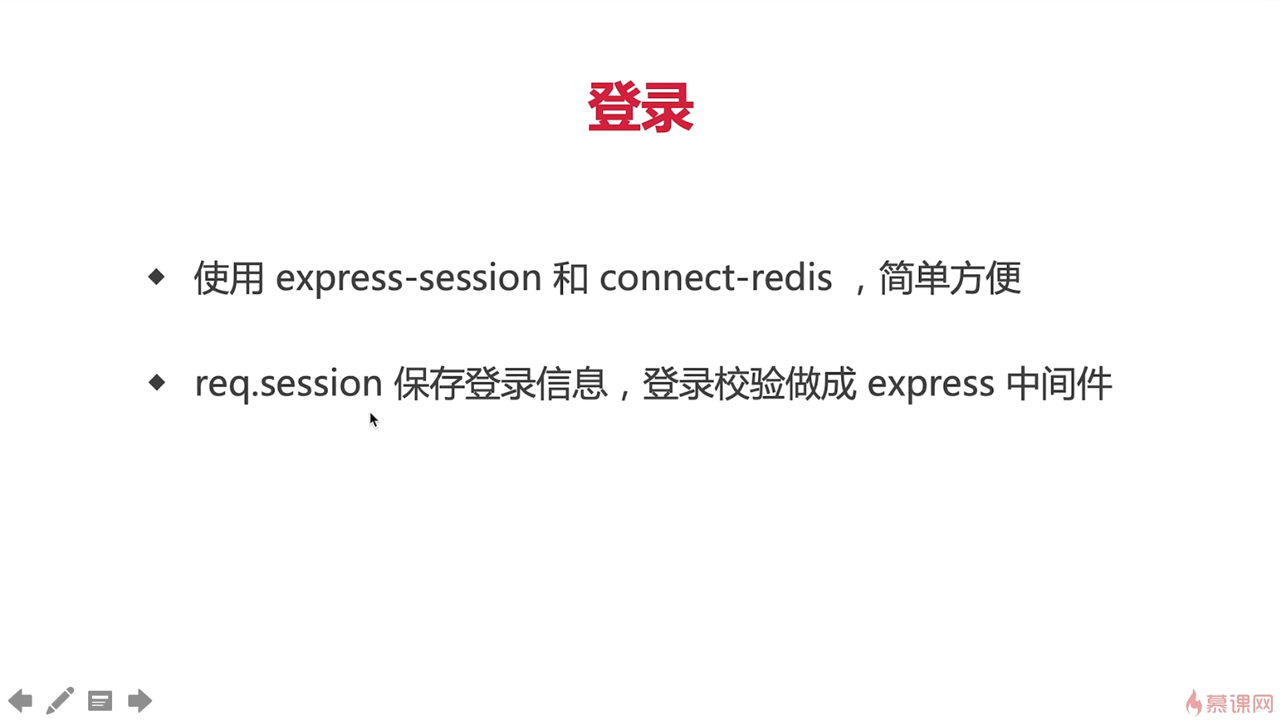 登录
使用 express-session 和 connect-redis ，简单方便
req.session 保存登录信息，登录校验做成 express 中间件
慕课网